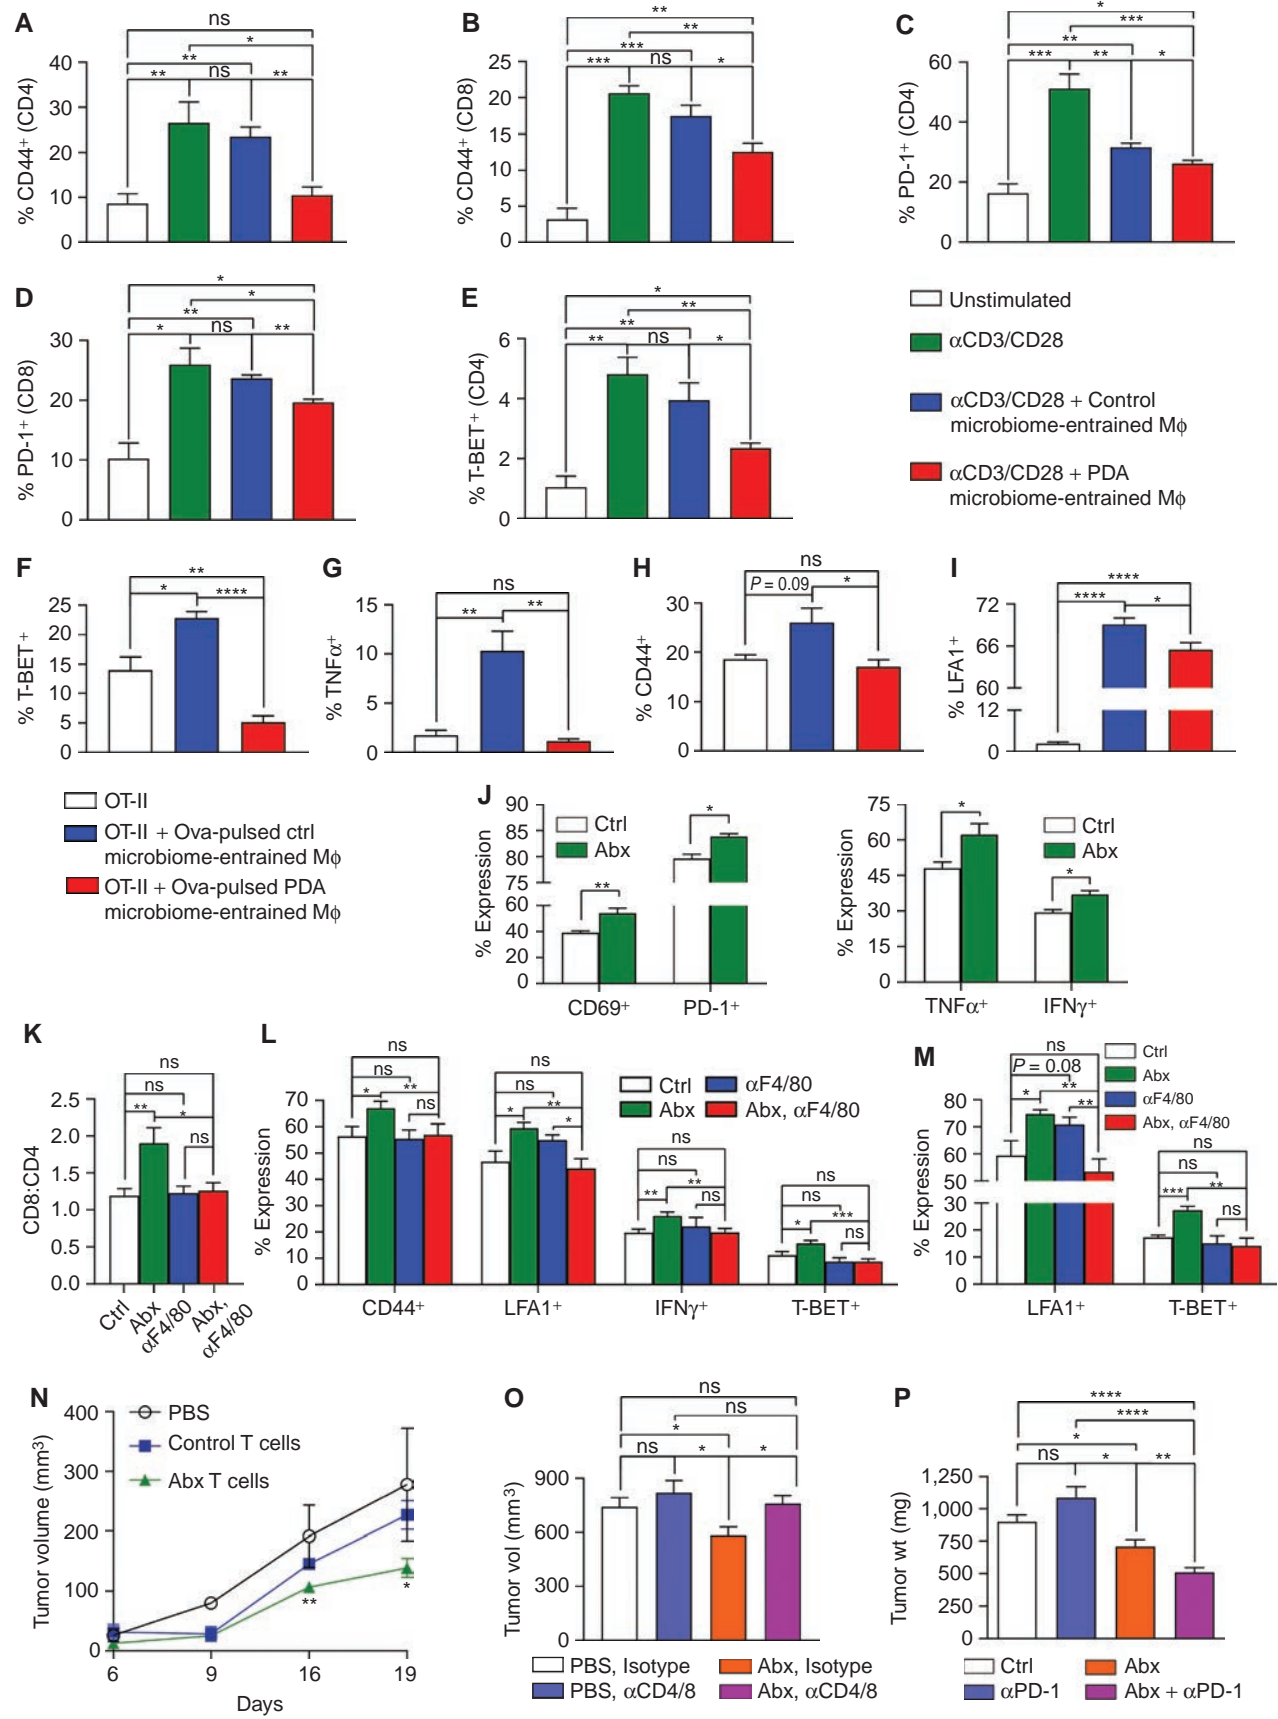 A
ns
*
**
ns
**
**
% CD44⁺ (CD4)
40
30
20
10
0
B
**
**
***
***
ns
*
% CD44⁺ (CD8)
25
20
15
10
5
0
C
*
***
**
***
**
*
% PD-1⁺ (CD4)
60
40
20
0
D
*
*
**
*
ns
**
% PD-1⁺ (CD8)
30
20
10
0
E
*
**
**
**
ns
*
% T-BET⁺ (CD4)
6
4
2
0
Unstimulated
αCD3/CD28
αCD3/CD28 + Control
microbiome-entrained Mϕ
αCD3/CD28 + PDA
microbiome-entrained Mϕ
F
**
*
****
% T-BET⁺
25
20
15
10
5
0
G
ns
**
**
% TNFα⁺
15
10
5
0
H
ns
P = 0.09
*
% CD44⁺
30
20
10
0
I
****
****
*
% LFA1⁺
72
66
60
12
0
OT-II
OT-II + Ova-pulsed ctrl
microbiome-entrained Mϕ
OT-II + Ova-pulsed PDA
microbiome-entrained Mϕ
J
% Expression
90
85
80
75
60
40
20
0
Ctrl
Abx
**
*
CD69⁺
PD-1⁺
% Expression
75
60
45
30
15
0
Ctrl
Abx
*
*
TNFα⁺
IFNγ⁺
K
ns
ns
**
*
ns
CD8:CD4
2.5
2.0
1.5
1.0
0.5
0.0
Ctrl
Abx
αF4/80
Abx,
αF4/80
L
Ctrl
Abx
αF4/80
Abx, αF4/80
% Expression
70
60
50
40
30
20
10
0
ns
ns
*
**
ns
ns
ns
*
**
*
ns
ns
**
**
ns
ns
ns
*
***
ns
CD44⁺
LFA1⁺
IFNγ⁺
T-BET⁺
M
Ctrl
Abx
αF4/80
Abx, αF4/80
% Expression
80
70
60
50
30
20
10
0
ns
P = 0.08
*
**
**
ns
ns
***
**
ns
LFA1⁺
T-BET⁺
N
PBS
Control T cells
Abx T cells
Tumor volume (mm³)
400
300
200
100
0
**
*
6
9
16
19
Days
O
ns
ns
*
ns
*
*
Tumor vol (mm³)
900
600
300
0
PBS, Isotype
PBS, αCD4/8
Abx, Isotype
Abx, αCD4/8
P
****
****
*
ns
*
**
Tumor wt (mg)
1,250
1,000
750
500
250
0
Ctrl
αPD-1
Abx
Abx + αPD-1